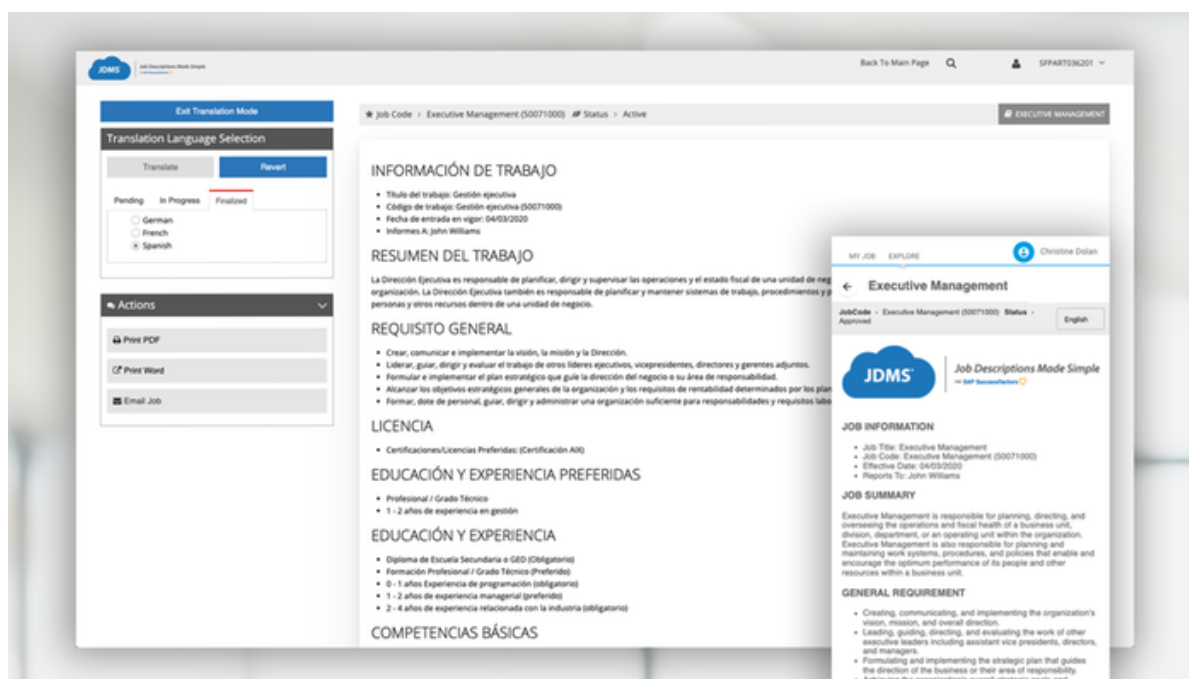 JDMS
Job Descriptions Made Simple
Back To Main Page
SFPART036201
Exit Translation Mode
Translation Language Selection
Translate
Revert
Pending
In Progress
Finalized
German
French
Spanish
Actions
Print PDF
Print Word
Email Job
Job Code > Executive Management (50071000) # Status > Active
EXECUTIVE MANAGEMENT
INFORMACIÓN DE TRABAJO
Título del trabajo: Gestión ejecutiva
Código de trabajo: Gestión ejecutiva (50071000)
Fecha de entrada en vigor: 04/03/2020
Informes A: John Williams
RESUMEN DEL TRABAJO
La Dirección Ejecutiva es responsable de planificar, dirigir y supervisar las operaciones y el estado fiscal de una unidad de
organización. La Dirección Ejecutiva también es responsable de planificar y mantener sistemas de trabajo, procedimientos y
personas y otros recursos dentro de una unidad de negocio.
REQUISITO GENERAL
Crear, comunicar e implementar la visión, la misión y la Dirección.
Liderar, guiar, dirigir y evaluar el trabajo de otros líderes ejecutivos, vicepresidentes, directores y gerentes adjuntos.
Formular e implementar el plan estratégico que guíe la dirección del negocio o su área de responsabilidad.
Alcanzar los objetivos estratégicos generales de la organización y los requisitos de rentabilidad determinados por los
Formar, dote de personal, guiar, dirigir y administrar una organización suficiente para responsabilidades y requisitos
LICENCIA
Certificaciones/Licencias Preferidas: (Certificación AIX)
EDUCACIÓN Y EXPERIENCIA PREFERIDAS
Profesional / Grado Técnico
1 - 2 años de experiencia en gestión
EDUCACIÓN Y EXPERIENCIA
Diploma de Escuela Secundaria o GED (Obligatorio)
Formación Profesional / Grado Técnico (Preferido)
0 - 1 años Experiencia de programación (obligatorio)
1 - 2 años de experiencia managerial (preferido)
2 - 4 años de experiencia relacionada con la industria (obligatorio)
COMPETENCIAS BÁSICAS
MY JOB
EXPLORE
Christine Dolan
Executive Management
JobCode > Executive Management (50071000) Status >
Approved
English
JDMS
Job Descriptions Made Simple
SAP SuccessFactors
JOB INFORMATION
Job Title: Executive Management
Job Code: Executive Management (50071000)
Effective Date: 04/03/2020
Reports To: John Williams
JOB SUMMARY
Executive Management is responsible for planning, directing, and
overseeing the operations and fiscal health of a business unit,
division, department, or an operating unit within the organization.
Executive Management is also responsible for planning and
maintaining work systems, procedures, and policies that enable and
encourage the optimum performance of its people and other
resources within a business unit.
GENERAL REQUIREMENT
Creating, communicating, and implementing the organization's
vision, mission, and overall direction.
Leading, guiding, directing, and evaluating the work of other
executive leaders including assistant vice presidents, directors,
and managers.
Formulating and implementing the strategic plan that guides
the direction of the business or their area of responsibility.